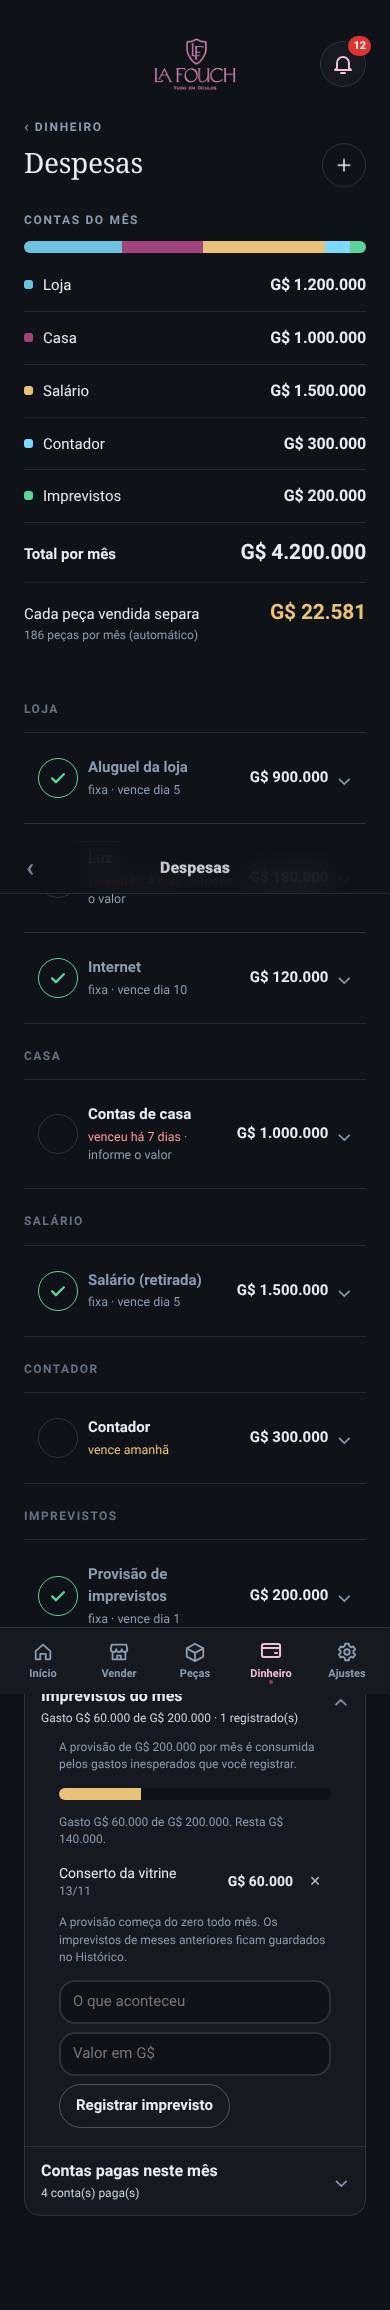 LF
LA FOUCH
TUDO EM ÓCULOS
12
‹ DINHEIRO
Despesas
+
CONTAS DO MÊS
Loja G$ 1.200.000
Casa G$ 1.000.000
Salário G$ 1.500.000
Contador G$ 300.000
Imprevistos G$ 200.000
Total por mês G$ 4.200.000
Cada peça vendida separa G$ 22.581
186 peças por mês (automático)
LOJA
Aluguel da loja G$ 900.000
fixa · vence dia 5
Luz
‹ Despesas G$ 180.000
o valor
Internet G$ 120.000
fixa · vence dia 10
CASA
Contas de casa G$ 1.000.000
venceu há 7 dias ·
informe o valor
SALÁRIO
Salário (retirada) G$ 1.500.000
fixa · vence dia 5
CONTADOR
Contador G$ 300.000
vence amanhã
IMPREVISTOS
Provisão de
imprevistos G$ 200.000
fixa · vence dia 1
Início Vender Peças Dinheiro Ajustes
Imprevistos do mês
Gasto G$ 60.000 de G$ 200.000 · 1 registrado(s)
A provisão de G$ 200.000 por mês é consumida
pelos gastos inesperados que você registrar.
Gasto G$ 60.000 de G$ 200.000. Resta G$
140.000.
Conserto da vitrine G$ 60.000 ×
13/11
A provisão começa do zero todo mês. Os
imprevistos de meses anteriores ficam guardados
no Histórico.
O que aconteceu
Valor em G$
Registrar imprevisto
Contas pagas neste mês
4 conta(s) paga(s)